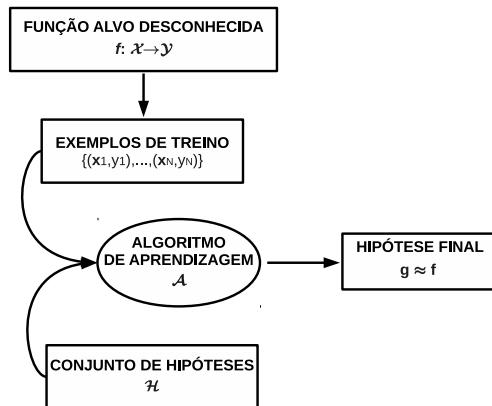 FUNÇÃO ALVO DESCONHECIDA
f: 𝒳→𝒴
EXEMPLOS DE TREINO
{(x1,y1),...,(xN,yN)}
ALGORITMO
DE APRENDIZAGEM
𝒜
HIPÓTESE FINAL
g ≈ f
CONJUNTO DE HIPÓTESES
ℋ